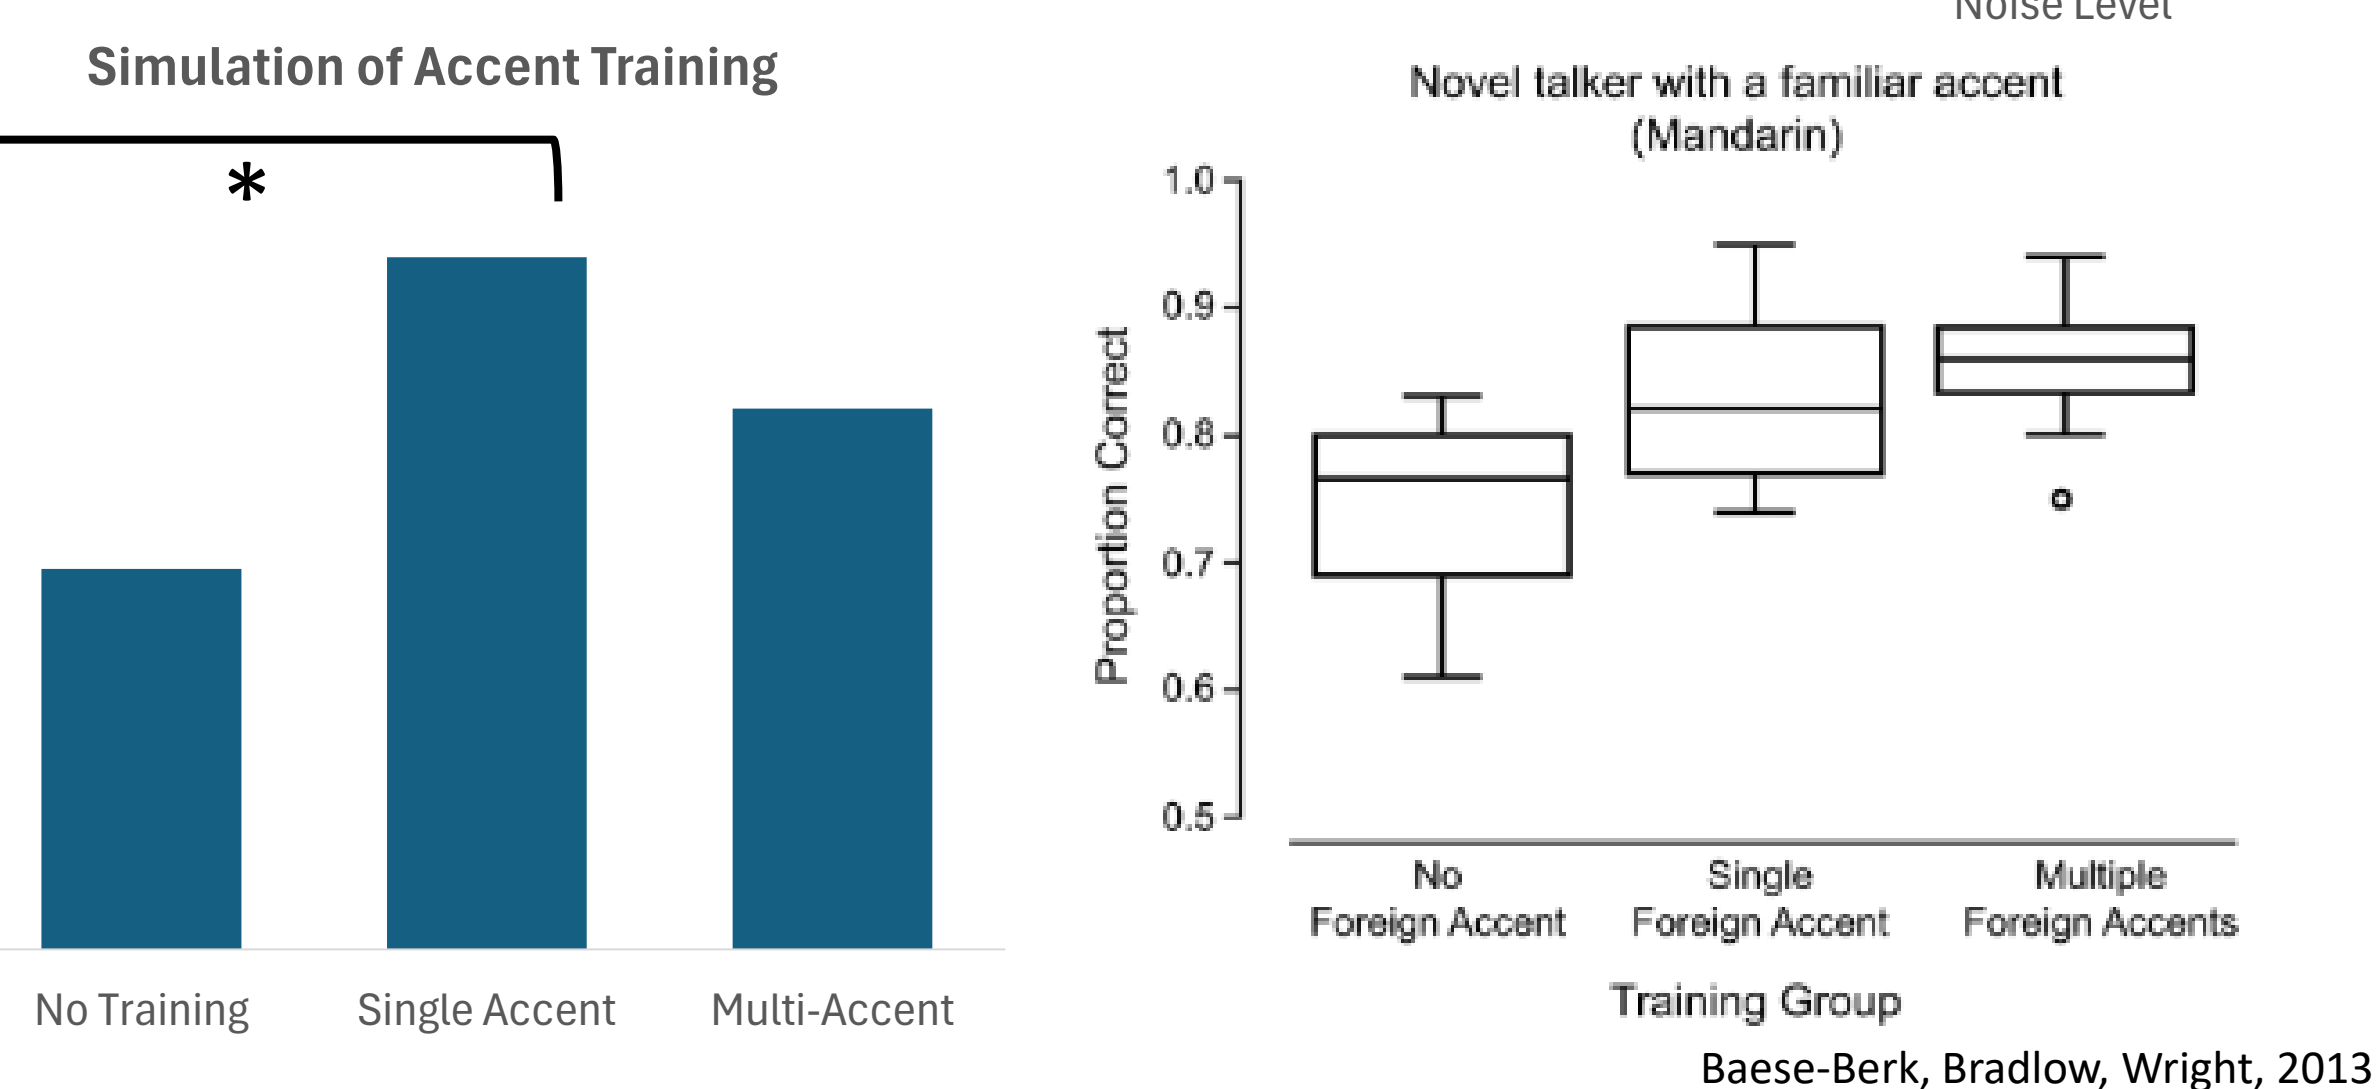 Noise Level
Simulation of Accent Training
*
No Training
Single Accent
Multi-Accent
Novel talker with a familiar accent
(Mandarin)
Proportion Correct
1.0
0.9
0.8
0.7
0.6
0.5
No
Foreign Accent
Single
Foreign Accent
Multiple
Foreign Accents
Training Group
Baese-Berk, Bradlow, Wright, 2013